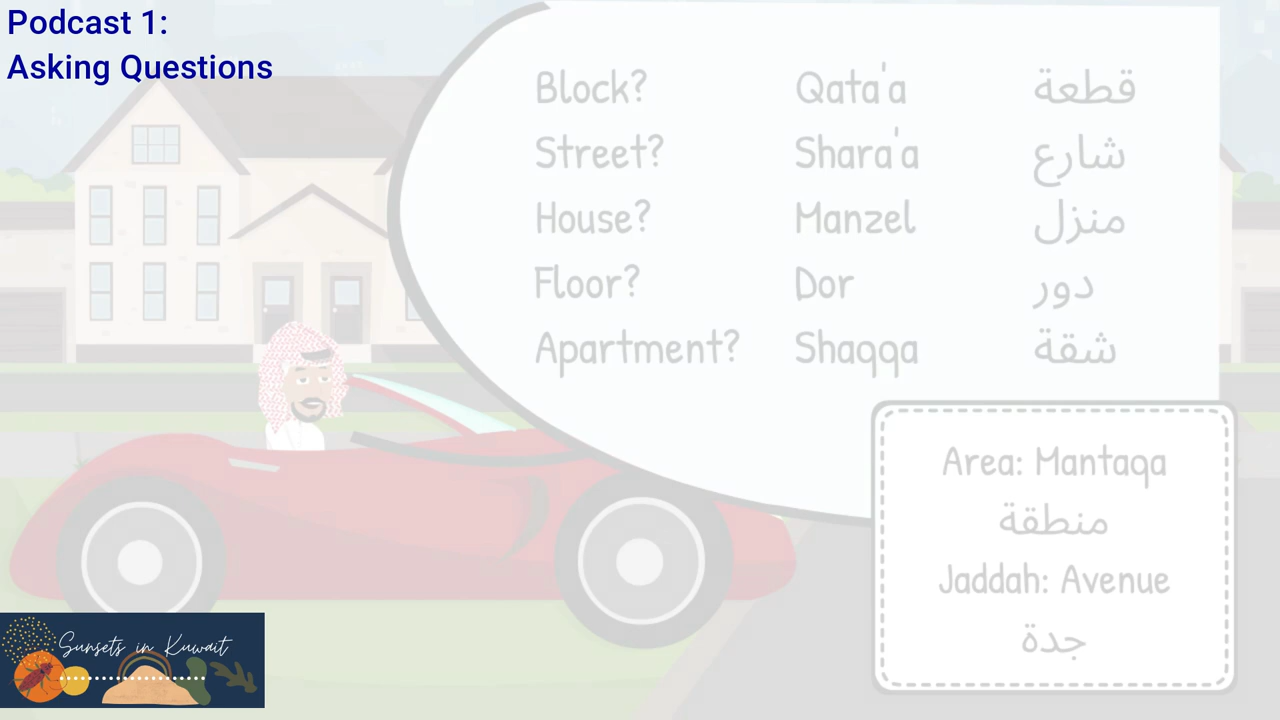 Podcast 1:
Asking Questions
Block? Qata'a قطعة
Street? Shara'a شارع
House? Manzel منزل
Floor? Dor دور
Apartment? Shaqqa شقة
Area: Mantaqa
منطقة
Jaddah: Avenue
جدة
Sunsets in Kuwait